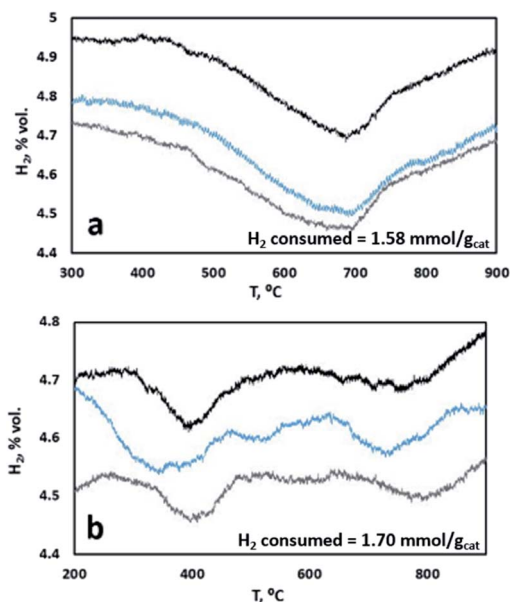 5
4.9
4.8
4.7
4.6
4.5
4.4
H2, % vol.
a
H2 consumed = 1.58 mmol/gcat
300 400 500 600 700 800 900
T, ºC
4.8
4.7
4.6
4.5
4.4
H2, % vol.
b
H2 consumed = 1.70 mmol/gcat
200 400 600 800
T, ºC